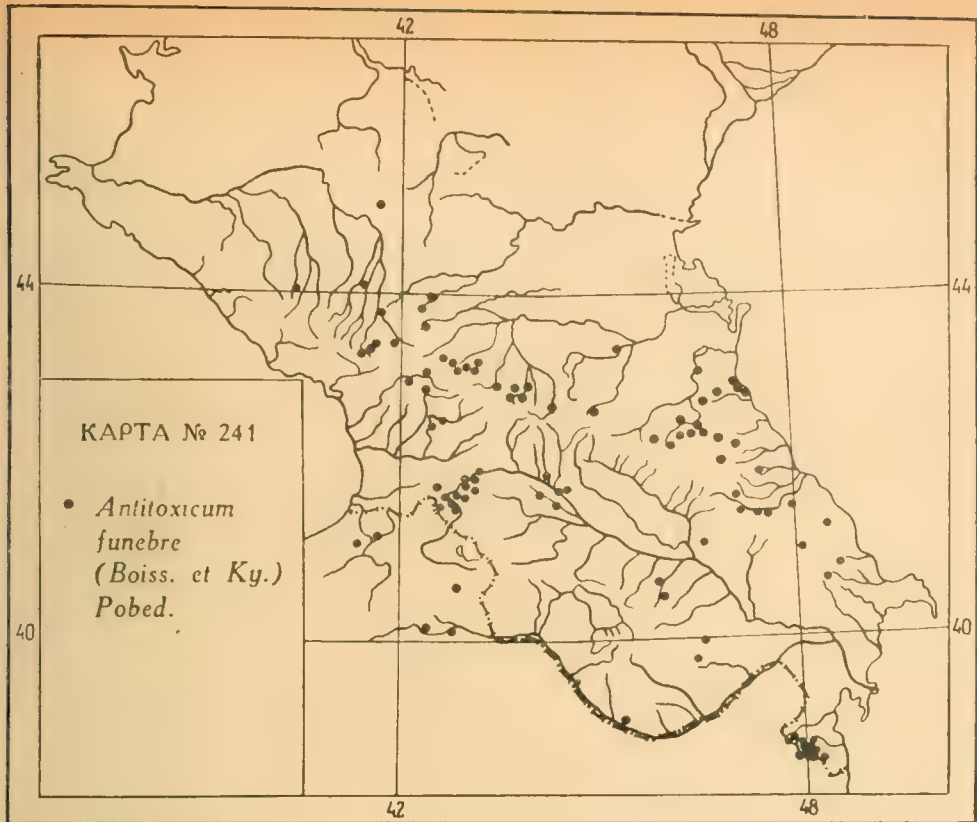 42 48
44 44
КАРТА № 241
• Antitoxicum
funebre
(Boiss. et Ky.)
Pobed.
40 40
42 48